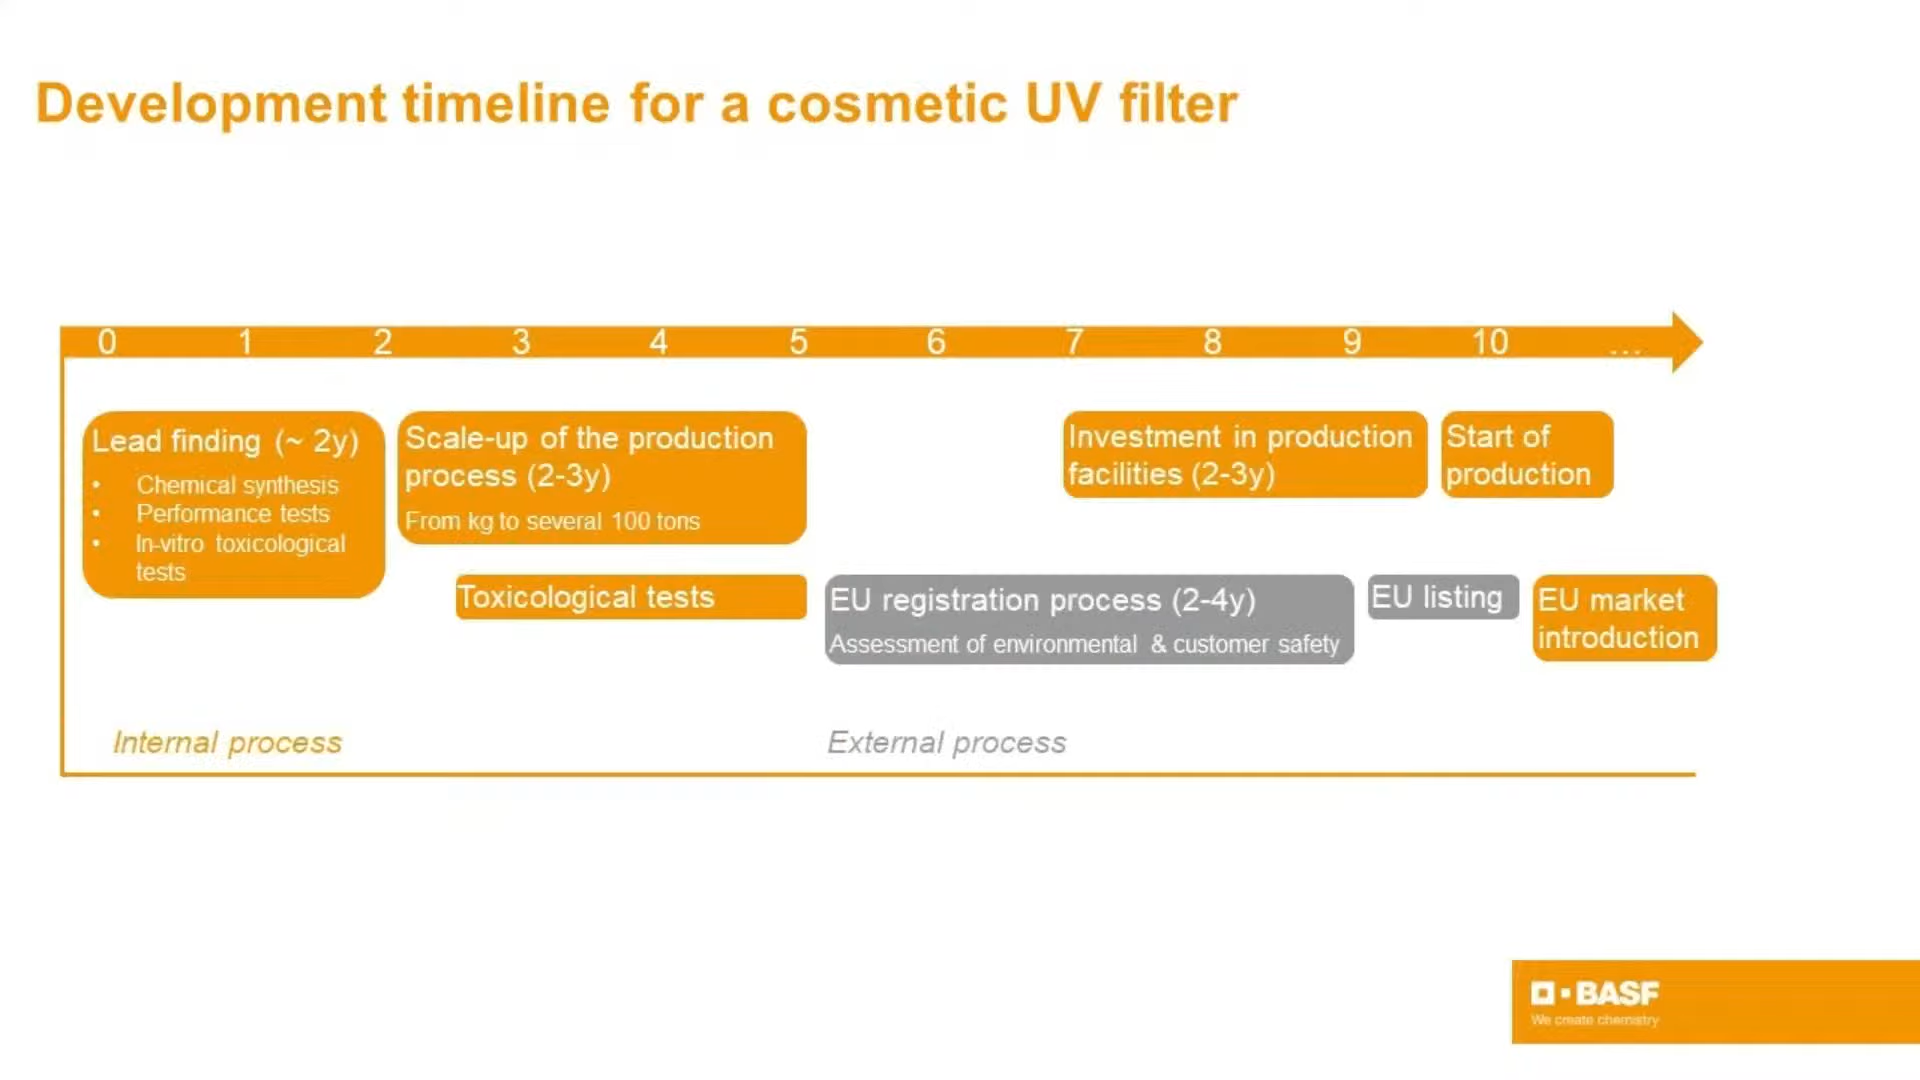 Development timeline for a cosmetic UV filter
0 1 2 3 4 5 6 7 8 9 10 ...
Lead finding (~ 2y)
• Chemical synthesis
• Performance tests
• In-vitro toxicological
tests
Scale-up of the production
process (2-3y)
From kg to several 100 tons
Investment in production
facilities (2-3y)
Start of
production
Toxicological tests
EU registration process (2-4y)
Assessment of environmental & customer safety
EU listing
EU market
introduction
Internal process
External process
BASF
We create chemistry